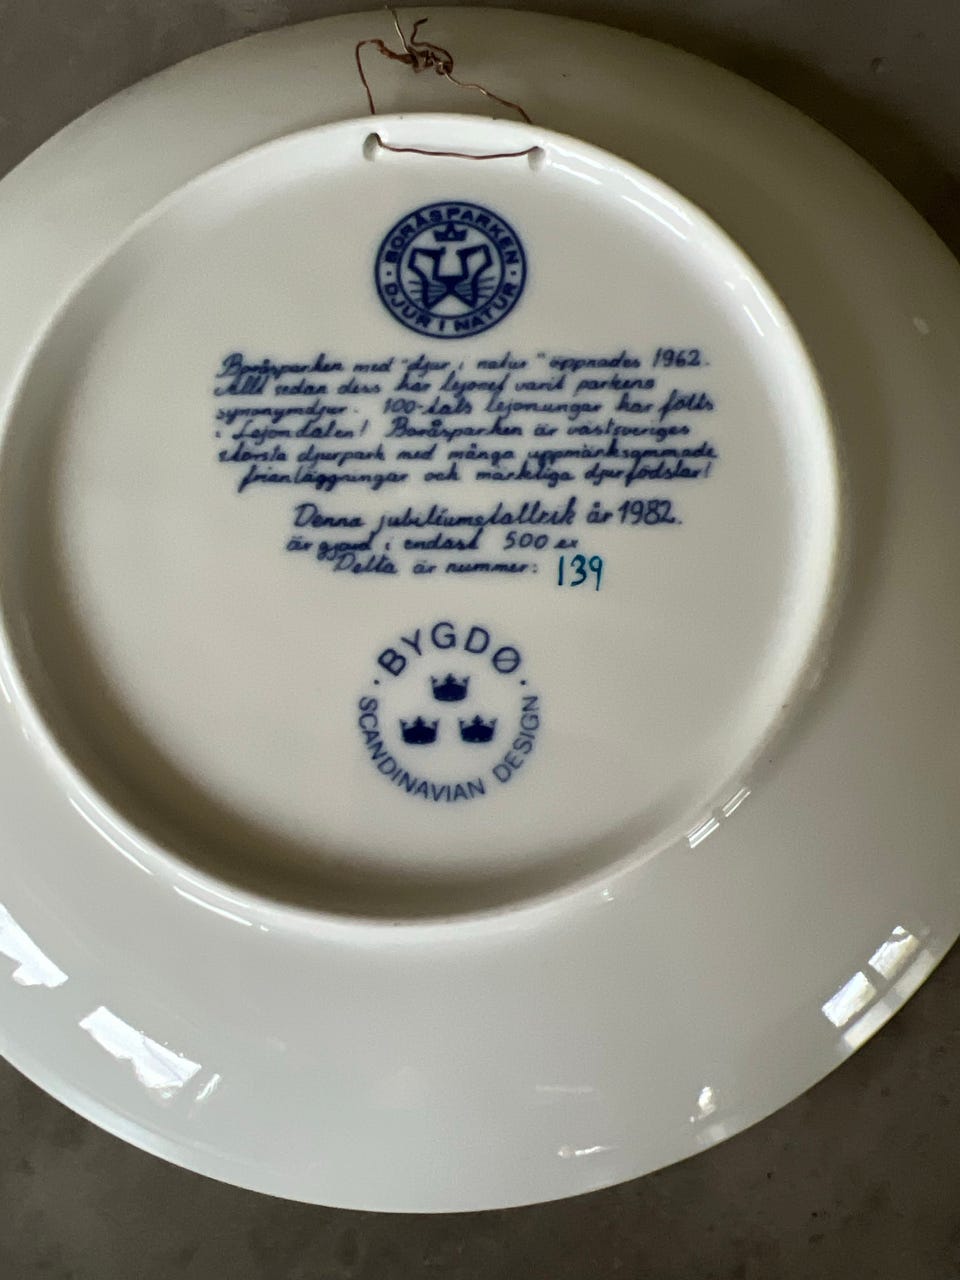 BORÅSPARKEN
· DJUR I NATUR ·
Boråsparken med "djur i natur" öppnades 1962.
Allt sedan dess har lejonet varit parkens
synonymdjur. 100-tals lejonungar har fötts
i Lejondalen! Boråsparken är västsveriges
största djurpark med många uppmärksammade
frianläggningar och märkliga djurfödslar!
Denna jubileumstallrik år 1982.
är gjord i endast 500 ex
Detta är nummer: 139
· BYGDØ ·
SCANDINAVIAN DESIGN